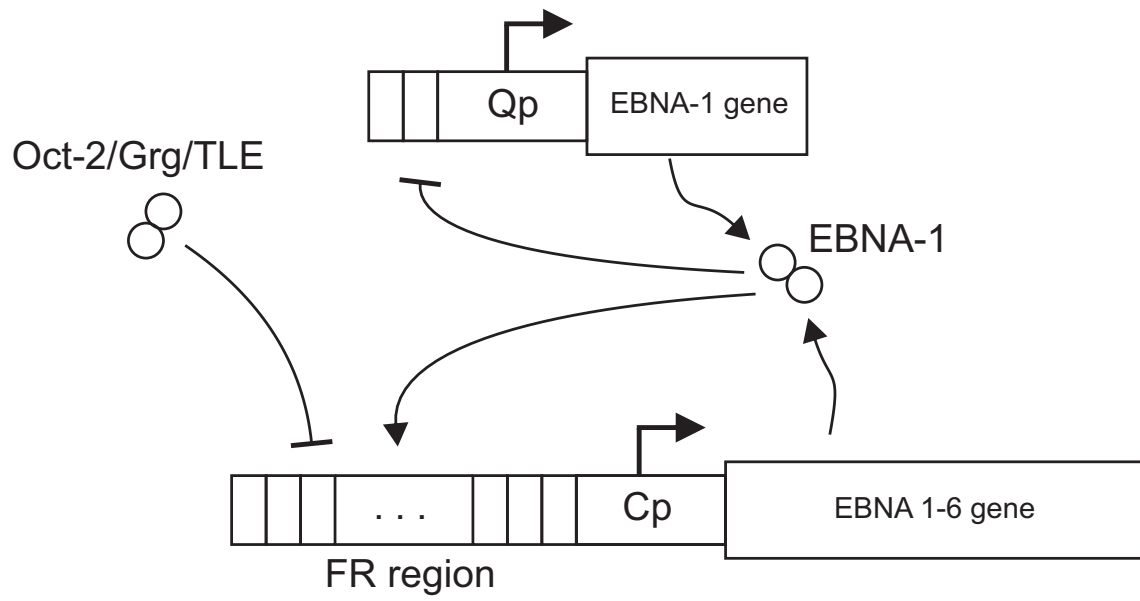 Qp
EBNA-1 gene
Oct-2/Grg/TLE
EBNA-1
. . .
Cp
EBNA 1-6 gene
FR region